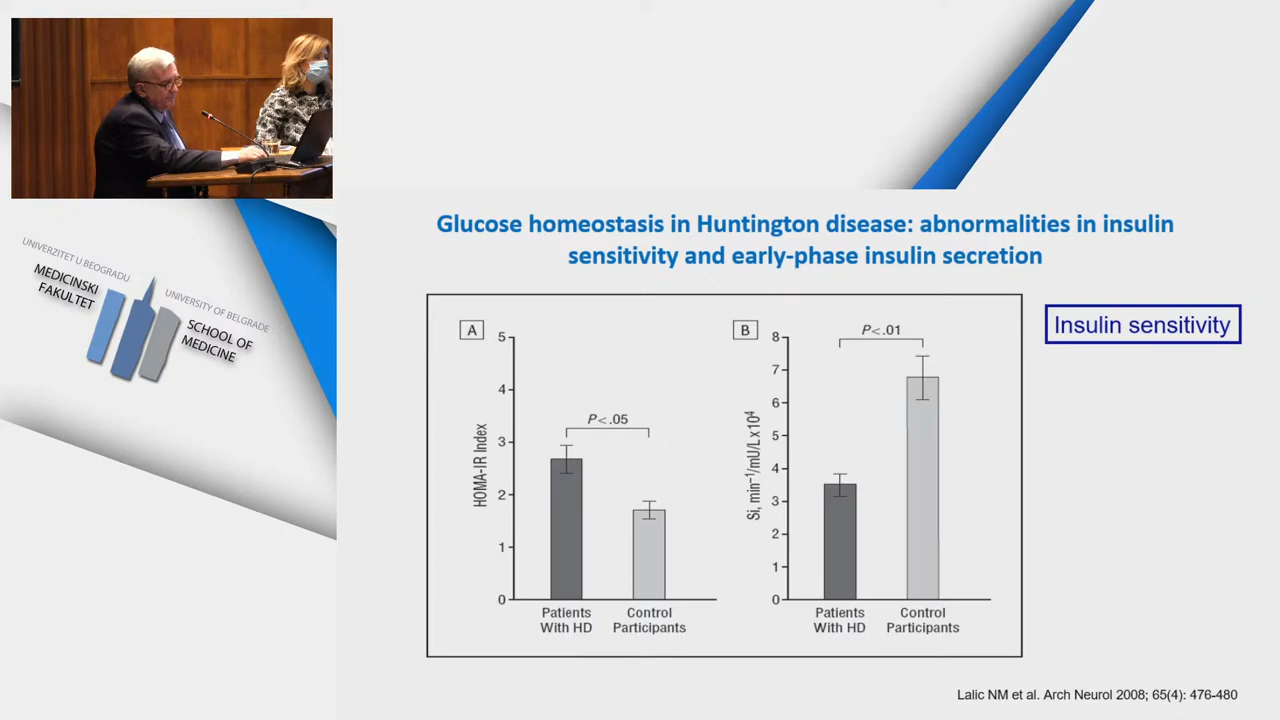 UNIVERZITET U BEOGRADU
MEDICINSKI
FAKULTET
UNIVERSITY OF BELGRADE
SCHOOL OF
MEDICINE
Glucose homeostasis in Huntington disease: abnormalities in insulin
sensitivity and early-phase insulin secretion
Insulin sensitivity
A
5
4
3
2
1
0
HOMA-IR Index
P<.05
Patients
With HD
Control
Participants
B
8
7
6
5
4
3
2
1
0
Si, min⁻¹/mU/Lx10⁴
P<.01
Patients
With HD
Control
Participants
Lalic NM et al. Arch Neurol 2008; 65(4): 476-480